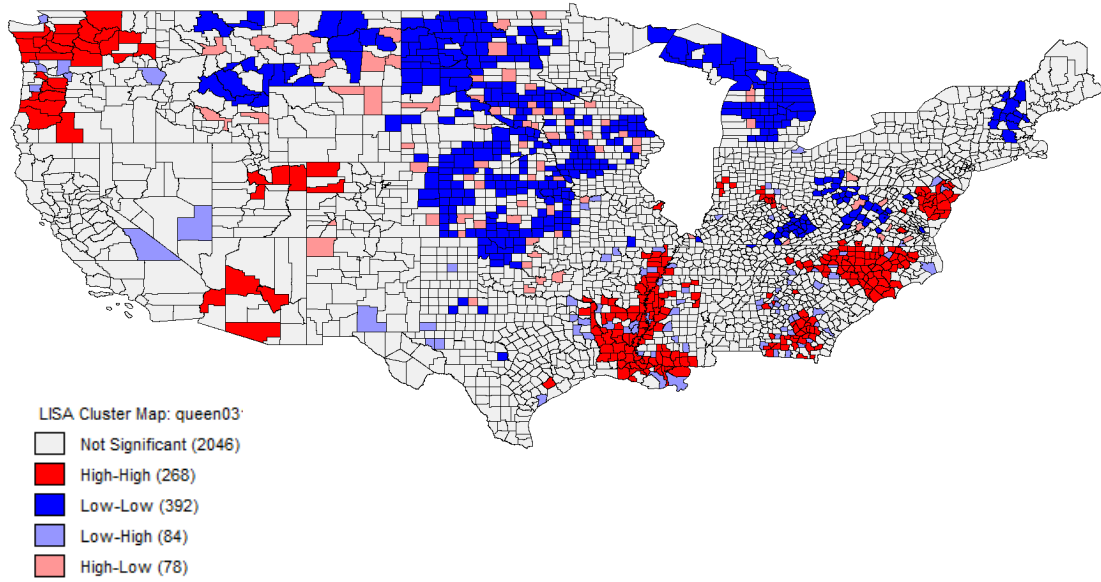 LISA Cluster Map: queen03
Not Significant (2046)
High-High (268)
Low-Low (392)
Low-High (84)
High-Low (78)